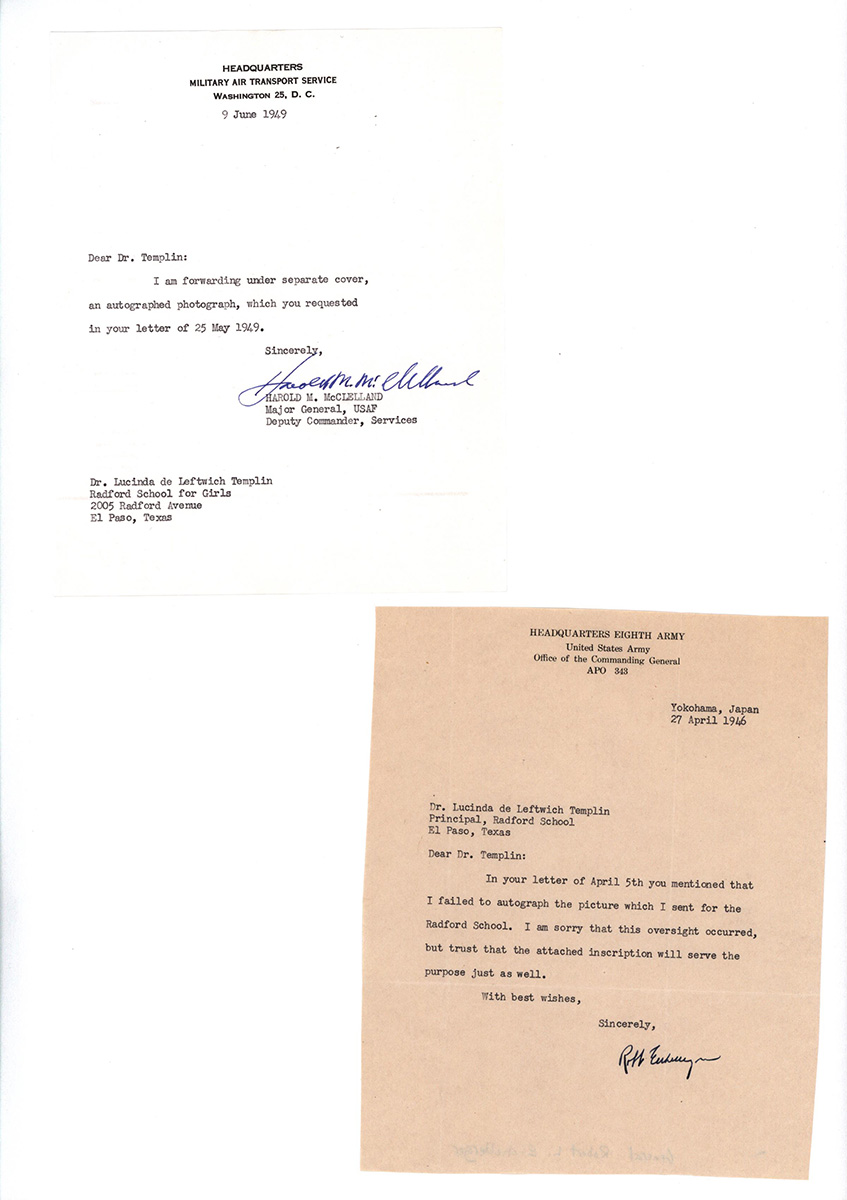 HEADQUARTERS
MILITARY AIR TRANSPORT SERVICE
WASHINGTON 25, D. C.
9 June 1949
Dear Dr. Templin:
I am forwarding under separate cover,
an autographed photograph, which you requested
in your letter of 25 May 1949.
Sincerely,
Harold M. McClelland
HAROLD M. McCLELLAND
Major General, USAF
Deputy Commander, Services
Dr. Lucinda de Leftwich Templin
Radford School for Girls
2005 Radford Avenue
El Paso, Texas
HEADQUARTERS EIGHTH ARMY
United States Army
Office of the Commanding General
APO 343
Yokohama, Japan
27 April 1946
Dr. Lucinda de Leftwich Templin
Principal, Radford School
El Paso, Texas
Dear Dr. Templin:
In your letter of April 5th you mentioned that
I failed to autograph the picture which I sent for the
Radford School. I am sorry that this oversight occurred,
but trust that the attached inscription will serve the
purpose just as well.
With best wishes,
Sincerely,